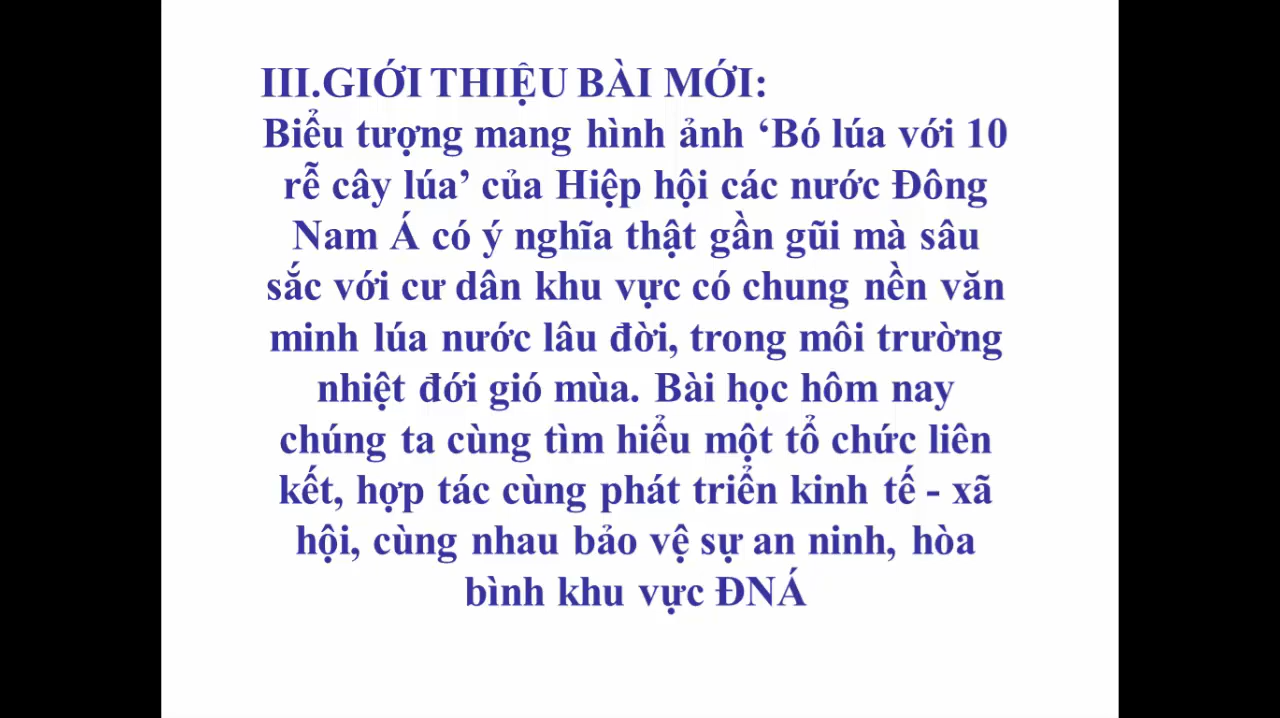 III.GIỚI THIỆU BÀI MỚI:
Biểu tượng mang hình ảnh ‘Bó lúa với 10
rễ cây lúa’ của Hiệp hội các nước Đông
Nam Á có ý nghĩa thật gần gũi mà sâu
sắc với cư dân khu vực có chung nền văn
minh lúa nước lâu đời, trong môi trường
nhiệt đới gió mùa. Bài học hôm nay
chúng ta cùng tìm hiểu một tổ chức liên
kết, hợp tác cùng phát triển kinh tế - xã
hội, cùng nhau bảo vệ sự an ninh, hòa
bình khu vực ĐNÁ